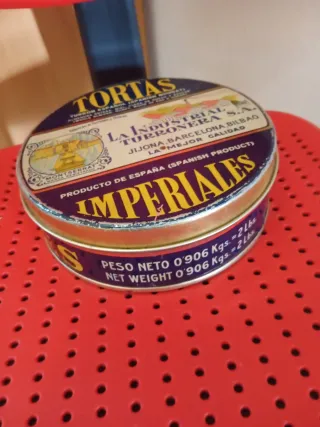 TORTAS
LA INDUSTRIAL
TURRONERA S.A.
JIJONA, BARCELONA, BILBAO
LA MEJOR CALIDAD
MONTSERRAT
PRODUCTO DE ESPAÑA (SPANISH PRODUCT)
IMPERIALES
S
PESO NETO 0'906 Kgs.=2 Lbs.
NET WEIGHT 0'906 Kgs.=2 Lbs.